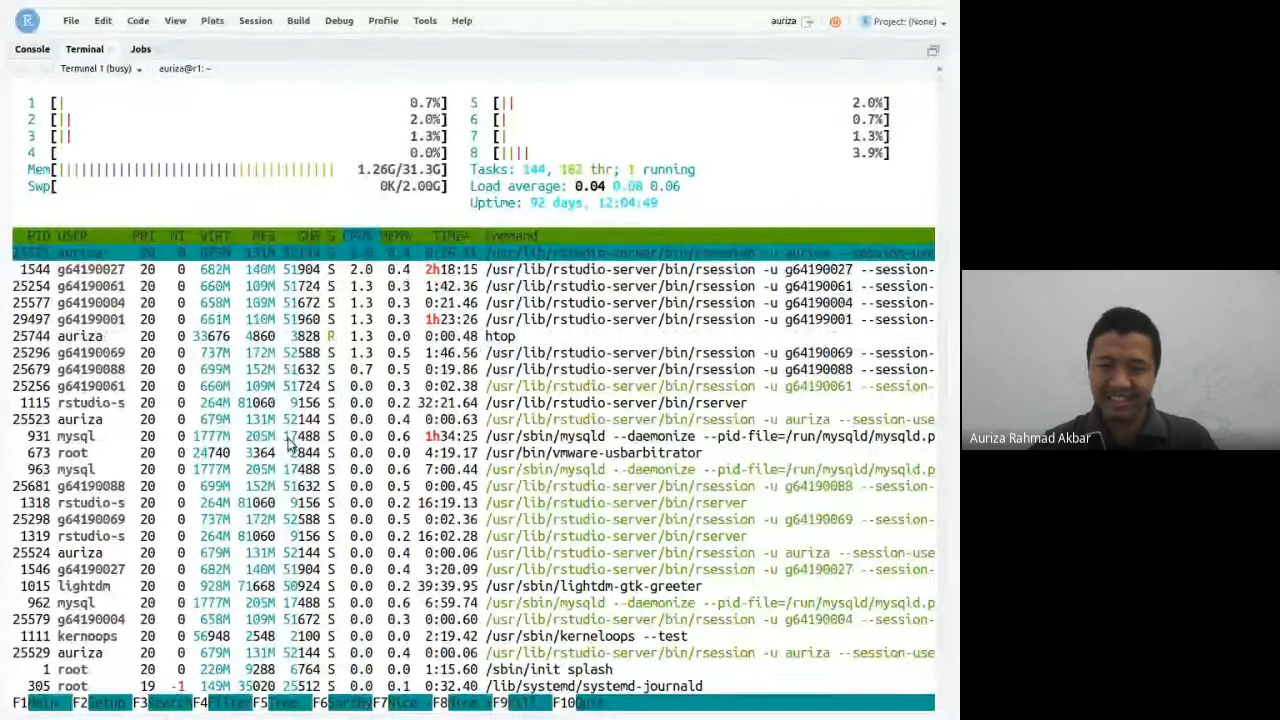 File Edit Code View Plots Session Build Debug Profile Tools Help auriza Project: (None)
Console Terminal Jobs
Terminal 1 (busy) auriza@r1: ~
1 [| 0.7%] 5 [|| 2.0%]
2 [|| 2.0%] 6 [| 0.7%]
3 [|| 1.3%] 7 [| 1.3%]
4 [ 0.0%] 8 [|||| 3.9%]
Mem[ 1.26G/31.3G] Tasks: 144, 182 thr; 1 running
Swp[ 0K/2.00G] Load average: 0.04 0.08 0.06
Uptime: 92 days, 12:04:49
PID USER PRI NI VIRT RES SHR S CPU% MEM% TIME+ Command
auriza 20 0 679M 131M 52144 S 0.4 /usr/lib/rstudio-server/bin/rsession -u auriza --session-use
1544 g64190027 20 0 682M 140M 51904 S 2.0 0.4 2h18:15 /usr/lib/rstudio-server/bin/rsession -u g64190027 --session-
25254 g64190061 20 0 660M 109M 51724 S 1.3 0.3 1:42.36 /usr/lib/rstudio-server/bin/rsession -u g64190061 --session-
25577 g64190004 20 0 658M 109M 51672 S 1.3 0.3 0:21.46 /usr/lib/rstudio-server/bin/rsession -u g64190004 --session-
29497 g64199001 20 0 661M 110M 51960 S 1.3 0.3 1h23:26 /usr/lib/rstudio-server/bin/rsession -u g64199001 --session-
25744 auriza 20 0 33676 4860 3828 R 1.3 0.0 0:00.48 htop
25296 g64190069 20 0 737M 172M 52588 S 1.3 0.5 1:46.56 /usr/lib/rstudio-server/bin/rsession -u g64190069 --session-
25679 g64190088 20 0 699M 152M 51632 S 0.7 0.5 0:19.86 /usr/lib/rstudio-server/bin/rsession -u g64190088 --session-
25256 g64190061 20 0 660M 109M 51724 S 0.0 0.3 0:02.38 /usr/lib/rstudio-server/bin/rsession -u g64190061 --session-
1115 rstudio-s 20 0 264M 81060 9156 S 0.0 0.2 32:21.64 /usr/lib/rstudio-server/bin/rserver
25523 auriza 20 0 679M 131M 52144 S 0.0 0.4 0:00.63 /usr/lib/rstudio-server/bin/rsession -u auriza --session-use
931 mysql 20 0 1777M 205M 17488 S 0.0 0.6 1h34:25 /usr/sbin/mysqld --daemonize --pid-file=/run/mysqld/mysqld.p
673 root 20 0 24740 3364 2844 S 0.0 0.0 4:19.17 /usr/bin/vmware-usbarbitrator
963 mysql 20 0 1777M 205M 17488 S 0.0 0.6 7:00.44 /usr/sbin/mysqld --daemonize --pid-file=/run/mysqld/mysqld.p
25681 g64190088 20 0 699M 152M 51632 S 0.0 0.5 0:00.45 /usr/lib/rstudio-server/bin/rsession -u g64190088 --session-
1318 rstudio-s 20 0 264M 81060 9156 S 0.0 0.2 16:19.13 /usr/lib/rstudio-server/bin/rserver
25298 g64190069 20 0 737M 172M 52588 S 0.0 0.5 0:02.36 /usr/lib/rstudio-server/bin/rsession -u g64190069 --session-
1319 rstudio-s 20 0 264M 81060 9156 S 0.0 0.2 16:02.28 /usr/lib/rstudio-server/bin/rserver
25524 auriza 20 0 679M 131M 52144 S 0.0 0.4 0:00.06 /usr/lib/rstudio-server/bin/rsession -u auriza --session-use
1546 g64190027 20 0 682M 140M 51904 S 0.0 0.4 3:20.09 /usr/lib/rstudio-server/bin/rsession -u g64190027 --session-
1015 lightdm 20 0 928M 71668 50924 S 0.0 0.2 39:39.95 /usr/sbin/lightdm-gtk-greeter
962 mysql 20 0 1777M 205M 17488 S 0.0 0.6 6:59.74 /usr/sbin/mysqld --daemonize --pid-file=/run/mysqld/mysqld.p
25579 g64190004 20 0 658M 109M 51672 S 0.0 0.3 0:00.60 /usr/lib/rstudio-server/bin/rsession -u g64190004 --session-
1111 kernoops 20 0 56948 2548 2100 S 0.0 0.0 2:19.42 /usr/sbin/kerneloops --test
25529 auriza 20 0 679M 131M 52144 S 0.0 0.4 0:00.06 /usr/lib/rstudio-server/bin/rsession -u auriza --session-use
1 root 20 0 220M 9288 6764 S 0.0 0.0 1:15.60 /sbin/init splash
305 root 19 -1 149M 35020 25512 S 0.0 0.1 0:32.40 /lib/systemd/systemd-journald
F1Help F2Setup F3Search F4Filter F5Tree F6SortBy F7Nice - F8Nice + F9Kill F10Quit
Auriza Rahmad Akbar